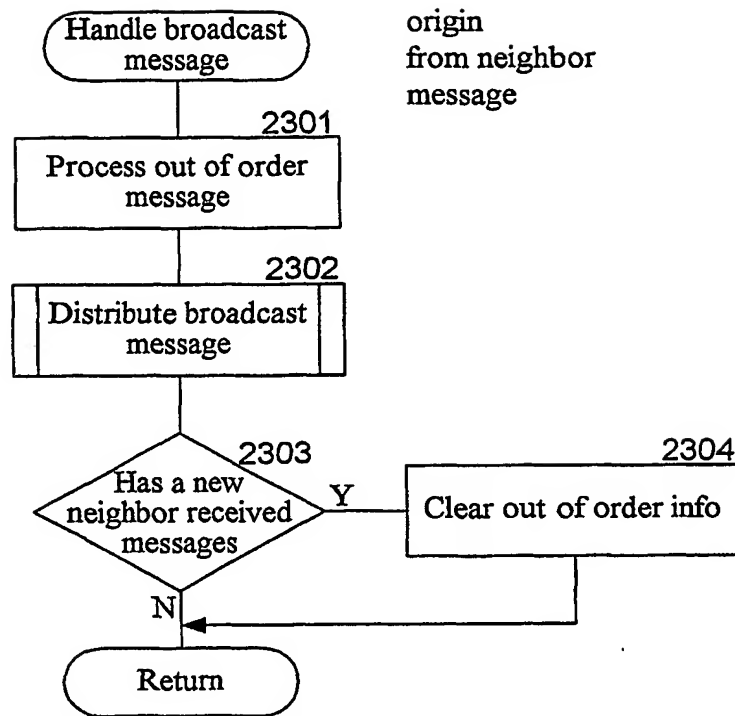 Handle broadcast
message
origin
from neighbor
message
2301
Process out of order
message
2302
Distribute broadcast
message
2303
Has a new
neighbor received
messages
Y
2304
Clear out of order info
N
Return